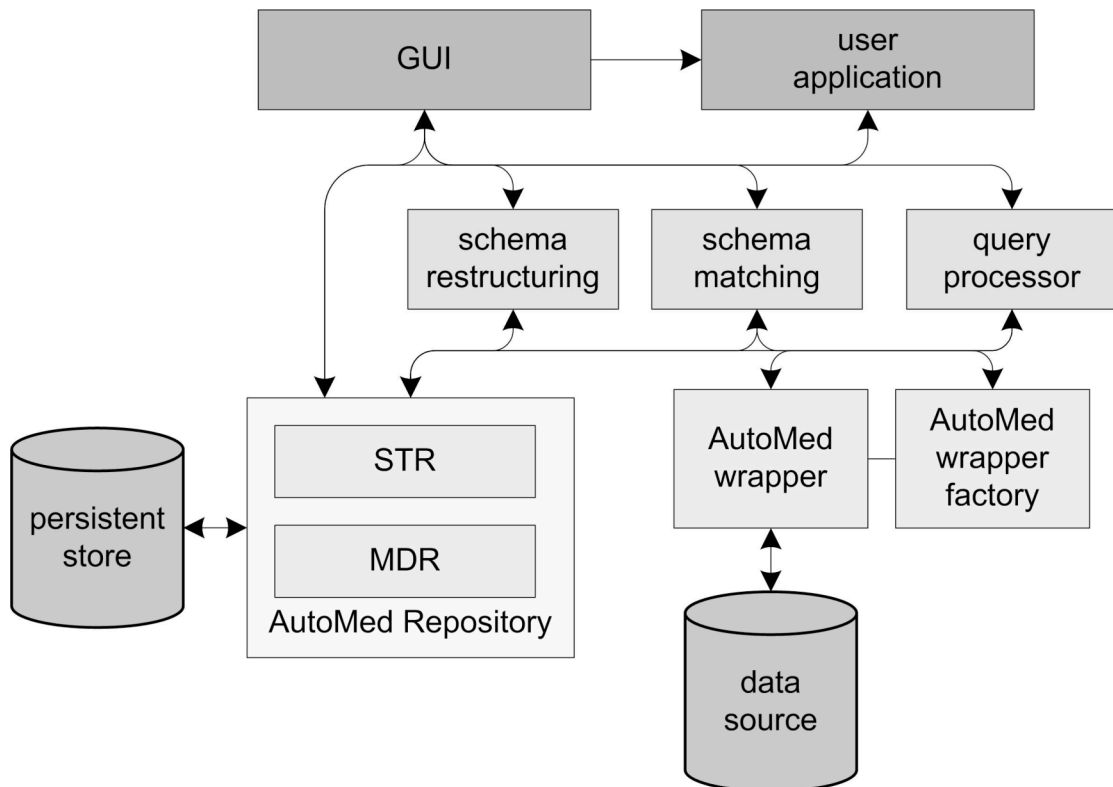 GUI
user
application
schema
restructuring
schema
matching
query
processor
STR
MDR
AutoMed Repository
persistent
store
AutoMed
wrapper
AutoMed
wrapper
factory
data
source